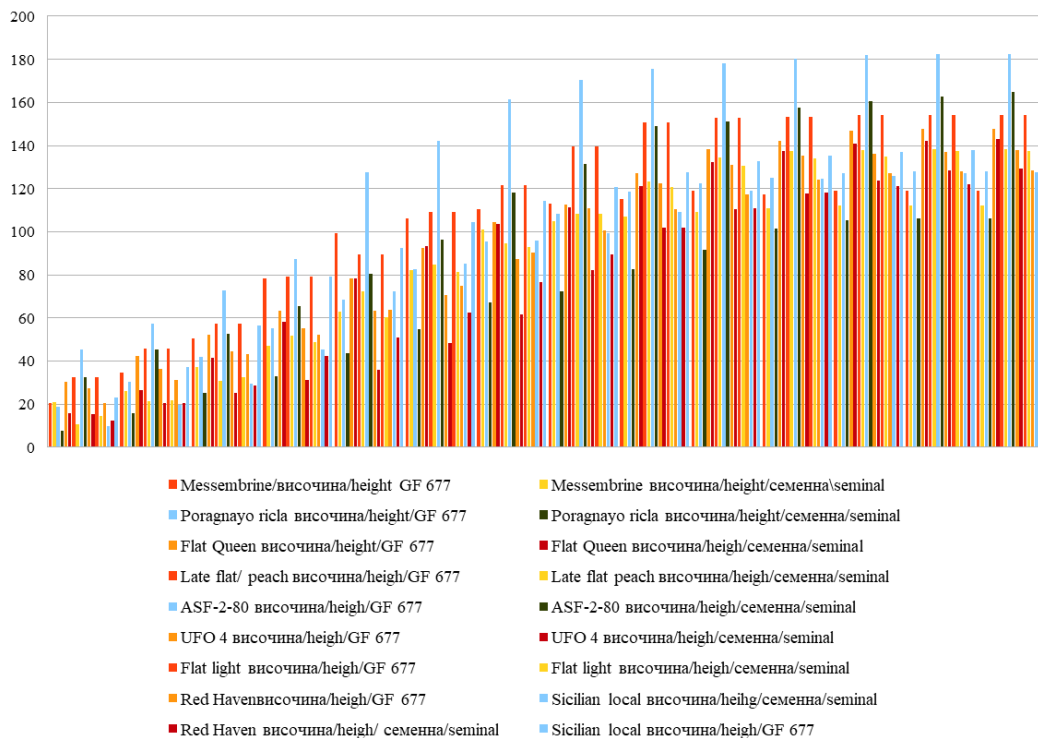 200
180
160
140
120
100
80
60
40
20
0
Messembrine/височина/height GF 677
Messembrine височина/height/семенна\seminal
Poragnayo ricla височина/height/GF 677
Poragnayo ricla височина/height/семенна/seminal
Flat Queen височина/height/GF 677
Flat Queen височина/heigh/семенна/seminal
Late flat/ peach височина/heigh/GF 677
Late flat peach височина/heigh/семенна/seminal
ASF-2-80 височина/heigh/GF 677
ASF-2-80 височина/heigh/семенна/seminal
UFO 4 височина/heigh/GF 677
UFO 4 височина/heigh/семенна/seminal
Flat light височина/heigh/GF 677
Flat light височина/heigh/семенна/seminal
Red Havenвисочина/heigh/GF 677
Sicilian local височина/heihg/семенна/seminal
Red Haven височина/heigh/ семенна/seminal
Sicilian local височина/heigh/GF 677